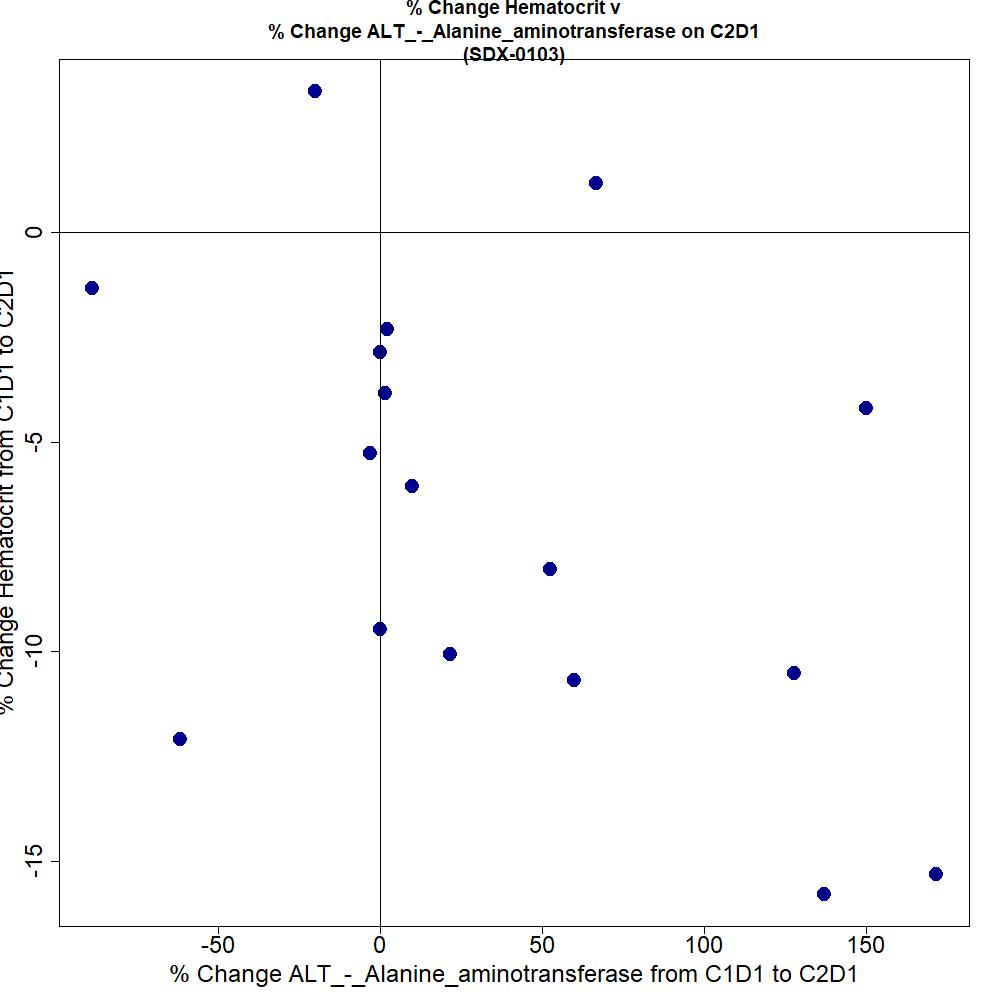 % Change Hematocrit v
% Change ALT_-_Alanine_aminotransferase on C2D1
(SDX-0103)
% Change Hematocrit from C1D1 to C2D1
0
-5
-10
-15
-50
0
50
100
150
% Change ALT_-_Alanine_aminotransferase from C1D1 to C2D1